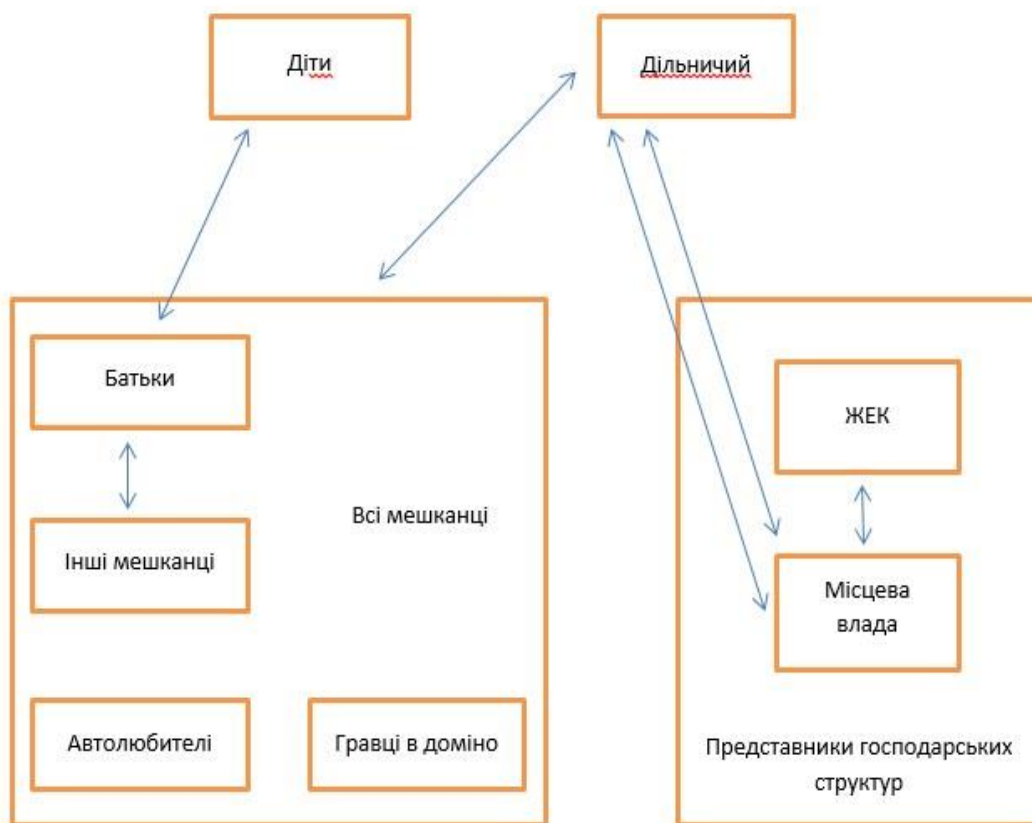 Діти
Дільничий
Батьки
ЖЕК
Всі мешканці
Інші мешканці
Місцева
влада
Автолюбителі
Гравці в доміно
Представники господарських
структур